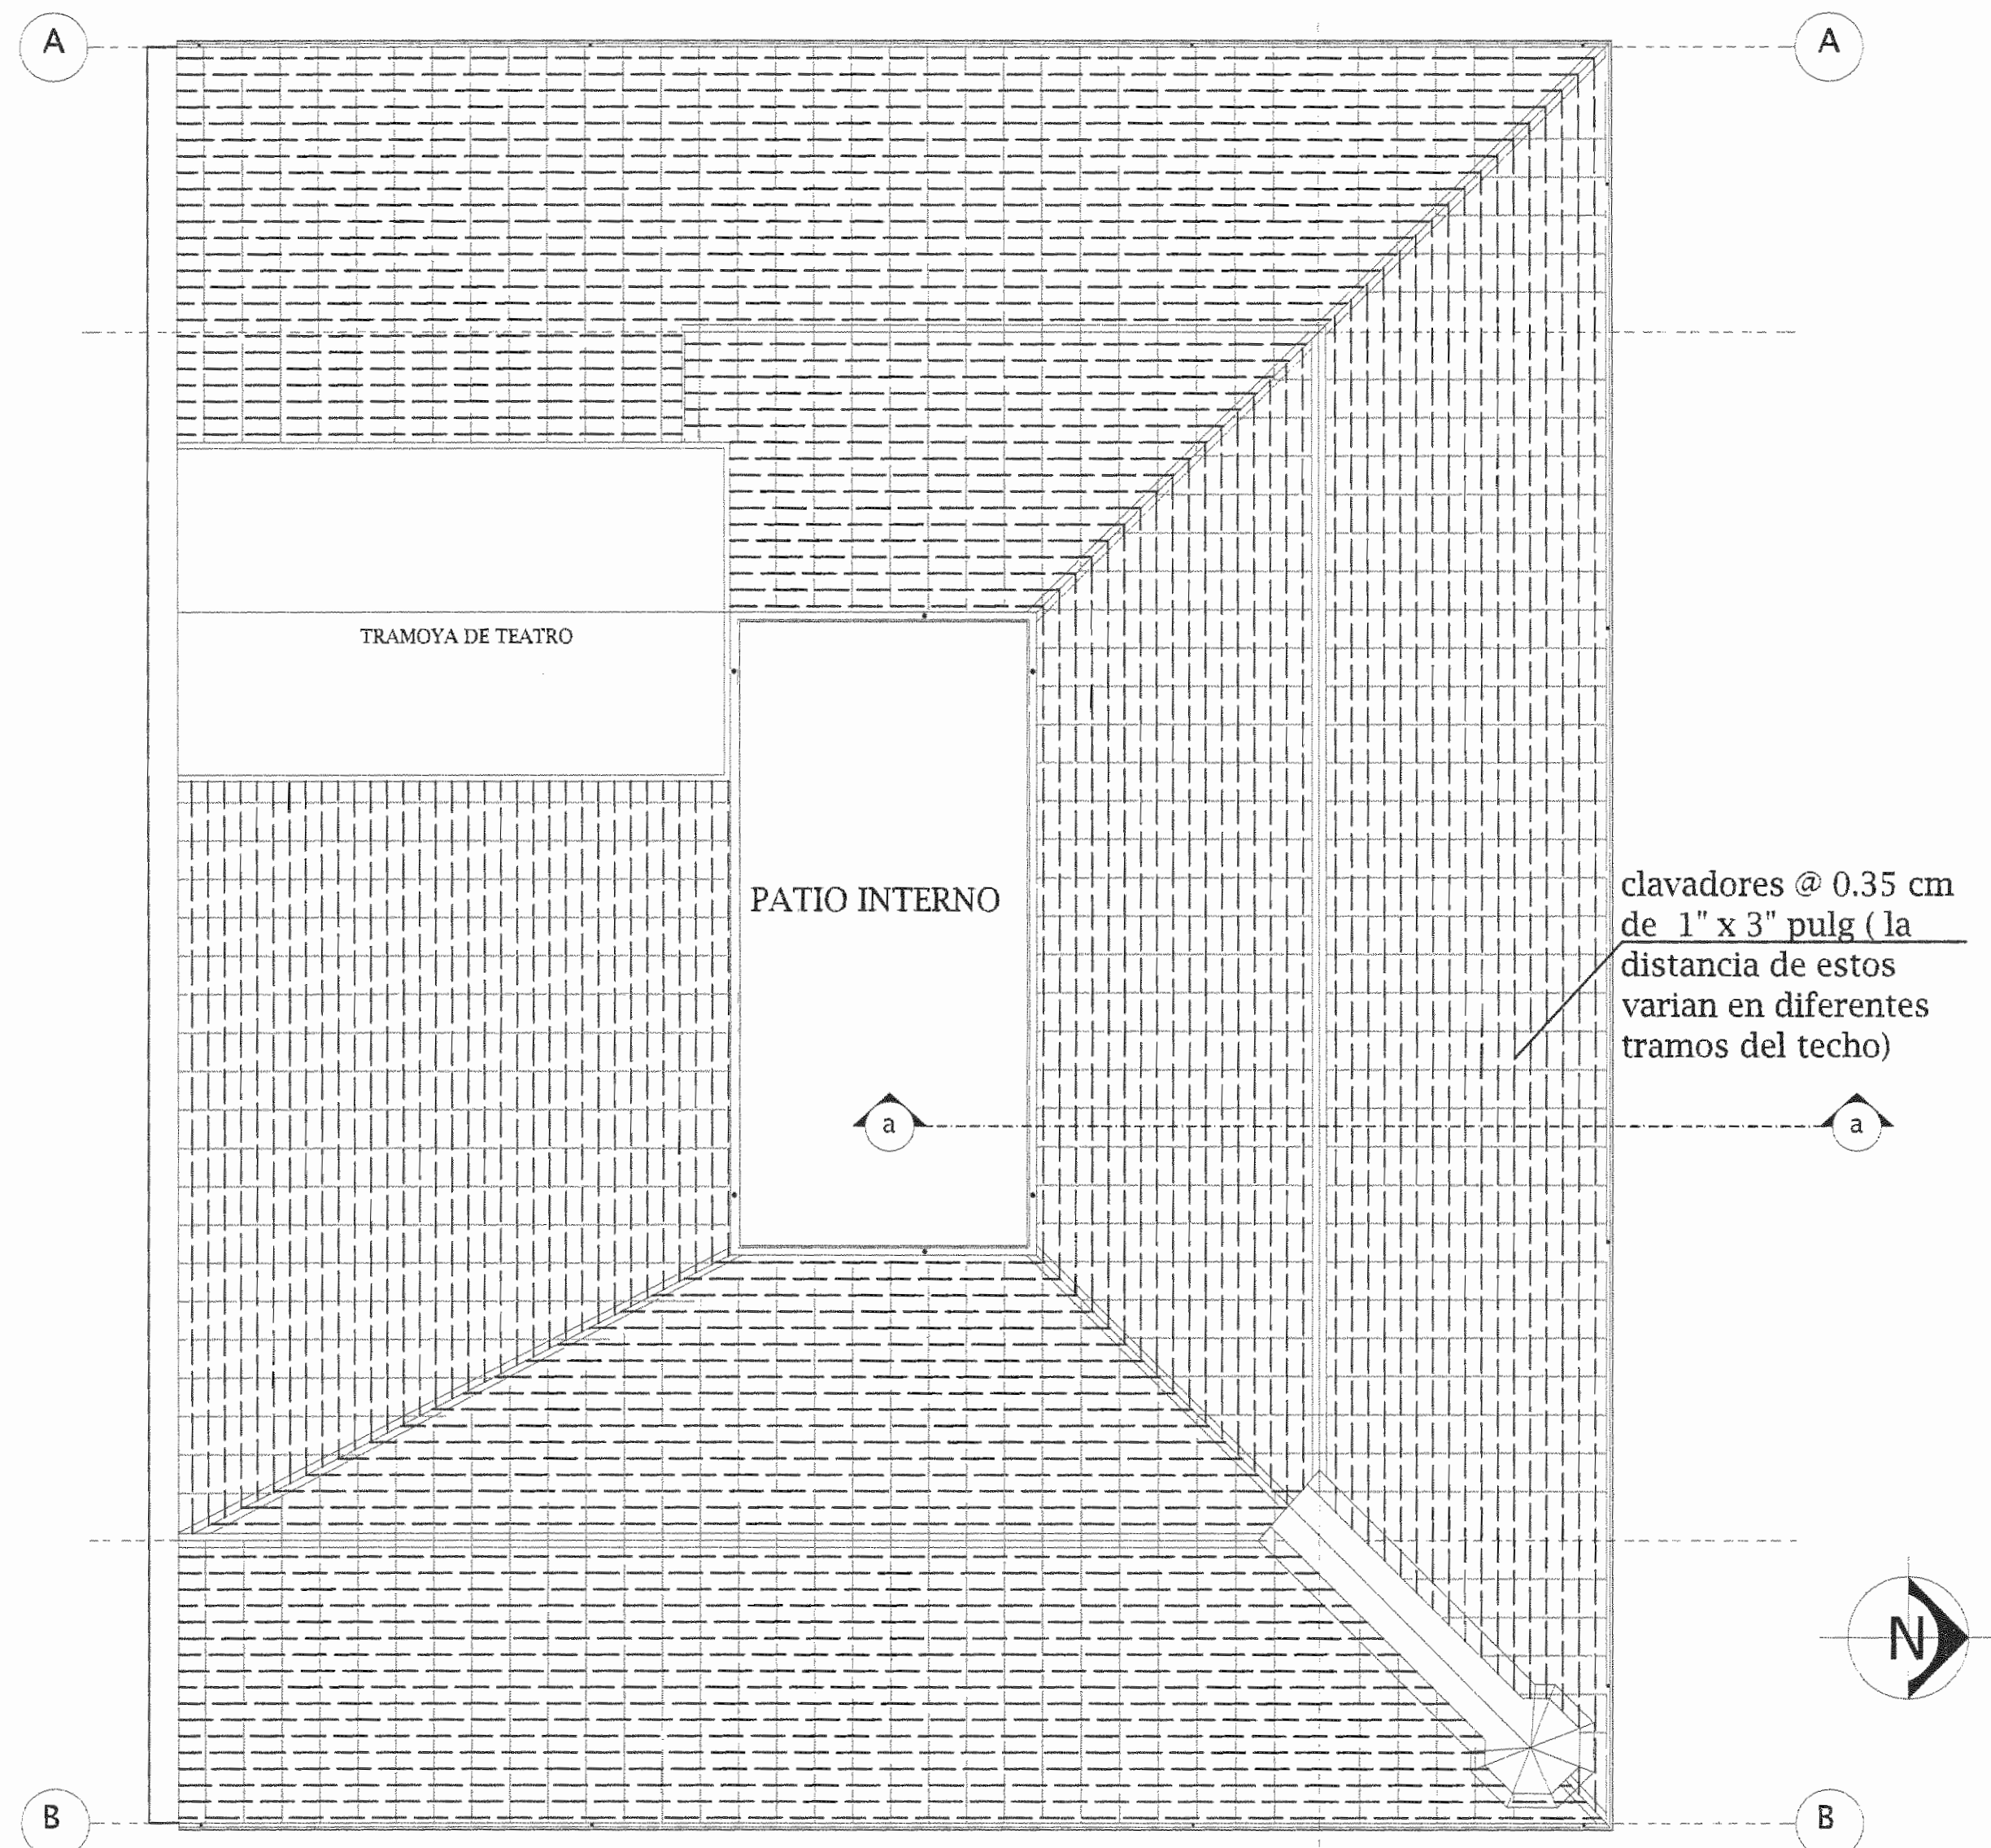 A
A
TRAMOYA DE TEATRO
PATIO INTERNO
clavadores @ 0.35 cm
de 1" x 3" pulg ( la
distancia de estos
varian en diferentes
tramos del techo)
a
a
N
B
B